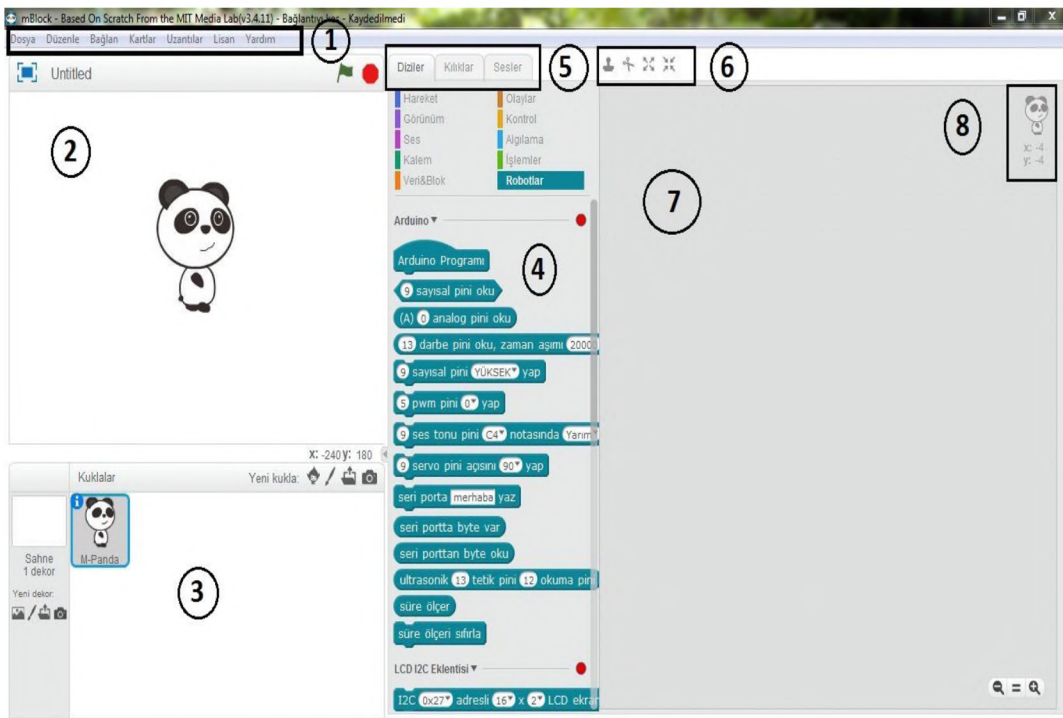 mBlock - Based On Scratch From the MIT Media Lab(v3.4.11) - Bağlantıyı kes - Kaydedilmedi
Dosya Düzenle Bağlan Kartlar Uzantılar Lisan Yardım
1
Untitled
2
X: -240 y: 180
Kuklalar
Yeni kukla:
Sahne
1 dekor
Yeni dekor:
M-Panda
3
Diziler Kılıklar Sesler
5
Hareket Olaylar
Görünüm Kontrol
Ses Algılama
Kalem İşlemler
Veri&Blok Robotlar
Arduino
4
Arduino Programı
9 sayısal pini oku
(A) 0 analog pini oku
13 darbe pini oku, zaman aşımı 2000
9 sayısal pini YÜKSEK yap
5 pwm pini 0 yap
9 ses tonu pini C4 notasında Yarım
9 servo pini açısını 90 yap
seri porta merhaba yaz
seri portta byte var
seri porttan byte oku
ultrasonik 13 tetik pini 12 okuma pin
süre ölçer
süre ölçeri sıfırla
LCD I2C Eklentisi
I2C 0x27 adresli 16 x 2 LCD ekran
6
7
8
x: -4
y: -4